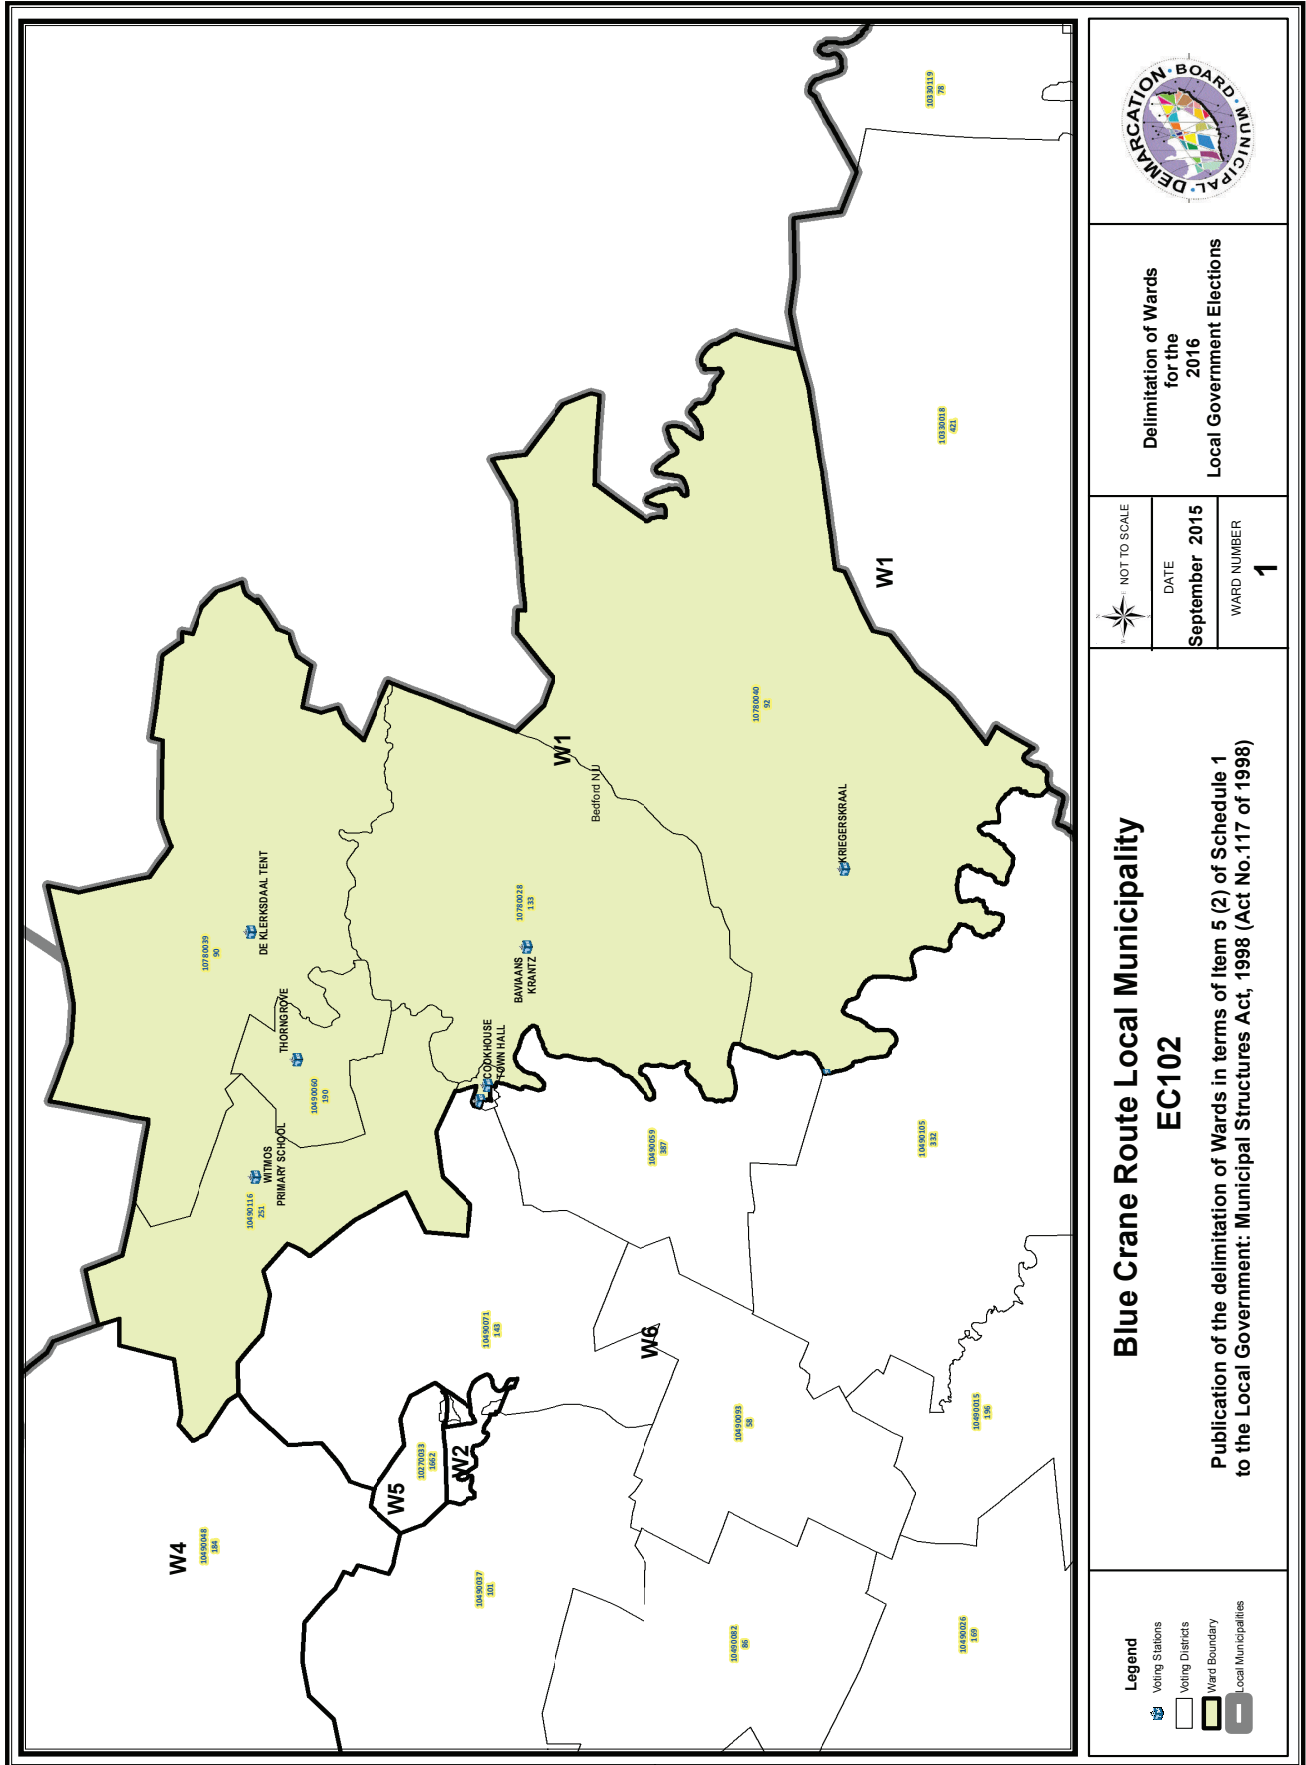 W4
10490048
184
W5
10270033
1662
W2
10490037
101
10490071
143
W6
10490082
86
10490093
58
10490026
169
10490015
196
10490059
387
10490105
332
10490116
251
WITMOS
PRIMARY SCHOOL
10490060
190
THORNGROVE
10780039
90
DE KLERKSDAAL TENT
COOKHOUSE
TOWN HALL
BAVIAANS
KRANTZ
10780028
133
W1
Bedford NU
10780040
92
KRIEGERSKRAAL
W1
10330018
421
10330119
78
Legend
Voting Stations
Voting Districts
Ward Boundary
Local Municipalities
Blue Crane Route Local Municipality
EC102
Publication of the delimitation of Wards in terms of Item 5 (2) of Schedule 1
to the Local Government: Municipal Structures Act, 1998 (Act No.117 of 1998)
N
W
E
S
NOT TO SCALE
DATE
September 2015
WARD NUMBER
1
Delimitation of Wards
for the
2016
Local Government Elections
MUNICIPAL • DEMARCATION • BOARD •